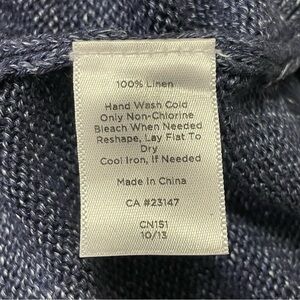 100% Linen
Hand Wash Cold
Only Non-Chlorine
Bleach When Needed
Reshape, Lay Flat To
Dry
Cool Iron, If Needed
Made In China
CA #23147
CN151
10/13